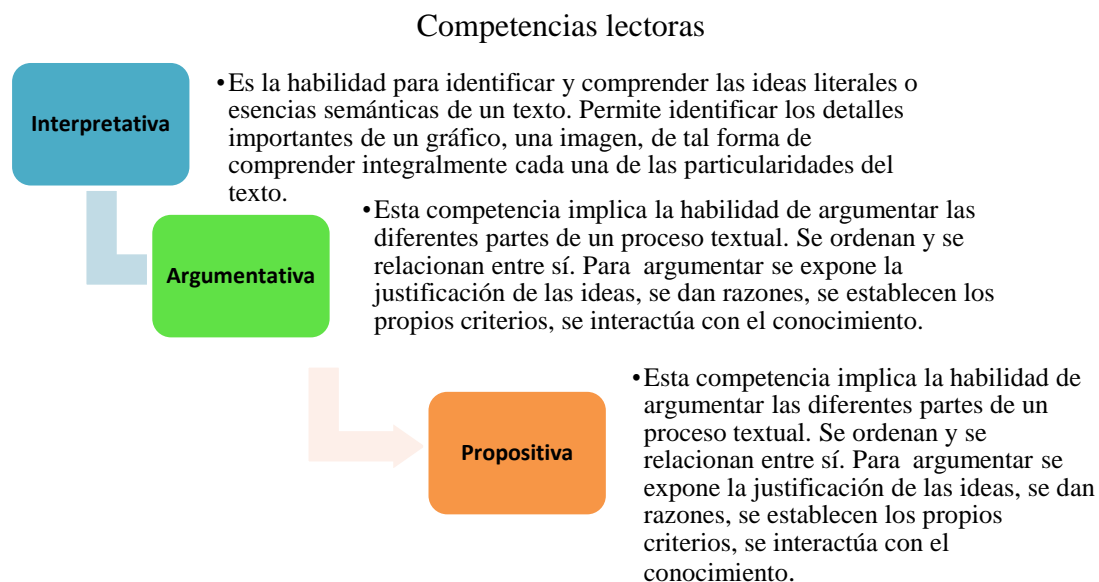 Competencias lectoras
Interpretativa
•Es la habilidad para identificar y comprender las ideas literales o
esencias semánticas de un texto. Permite identificar los detalles
importantes de un gráfico, una imagen, de tal forma de
comprender integralmente cada una de las particularidades del
texto.
Argumentativa
•Esta competencia implica la habilidad de argumentar las
diferentes partes de un proceso textual. Se ordenan y se
relacionan entre sí. Para  argumentar se expone la
justificación de las ideas, se dan razones, se establecen los
propios criterios, se interactúa con el conocimiento.
Propositiva
•Esta competencia implica la habilidad de
argumentar las diferentes partes de un
proceso textual. Se ordenan y se
relacionan entre sí. Para  argumentar se
expone la justificación de las ideas, se dan
razones, se establecen los propios
criterios, se interactúa con el
conocimiento.